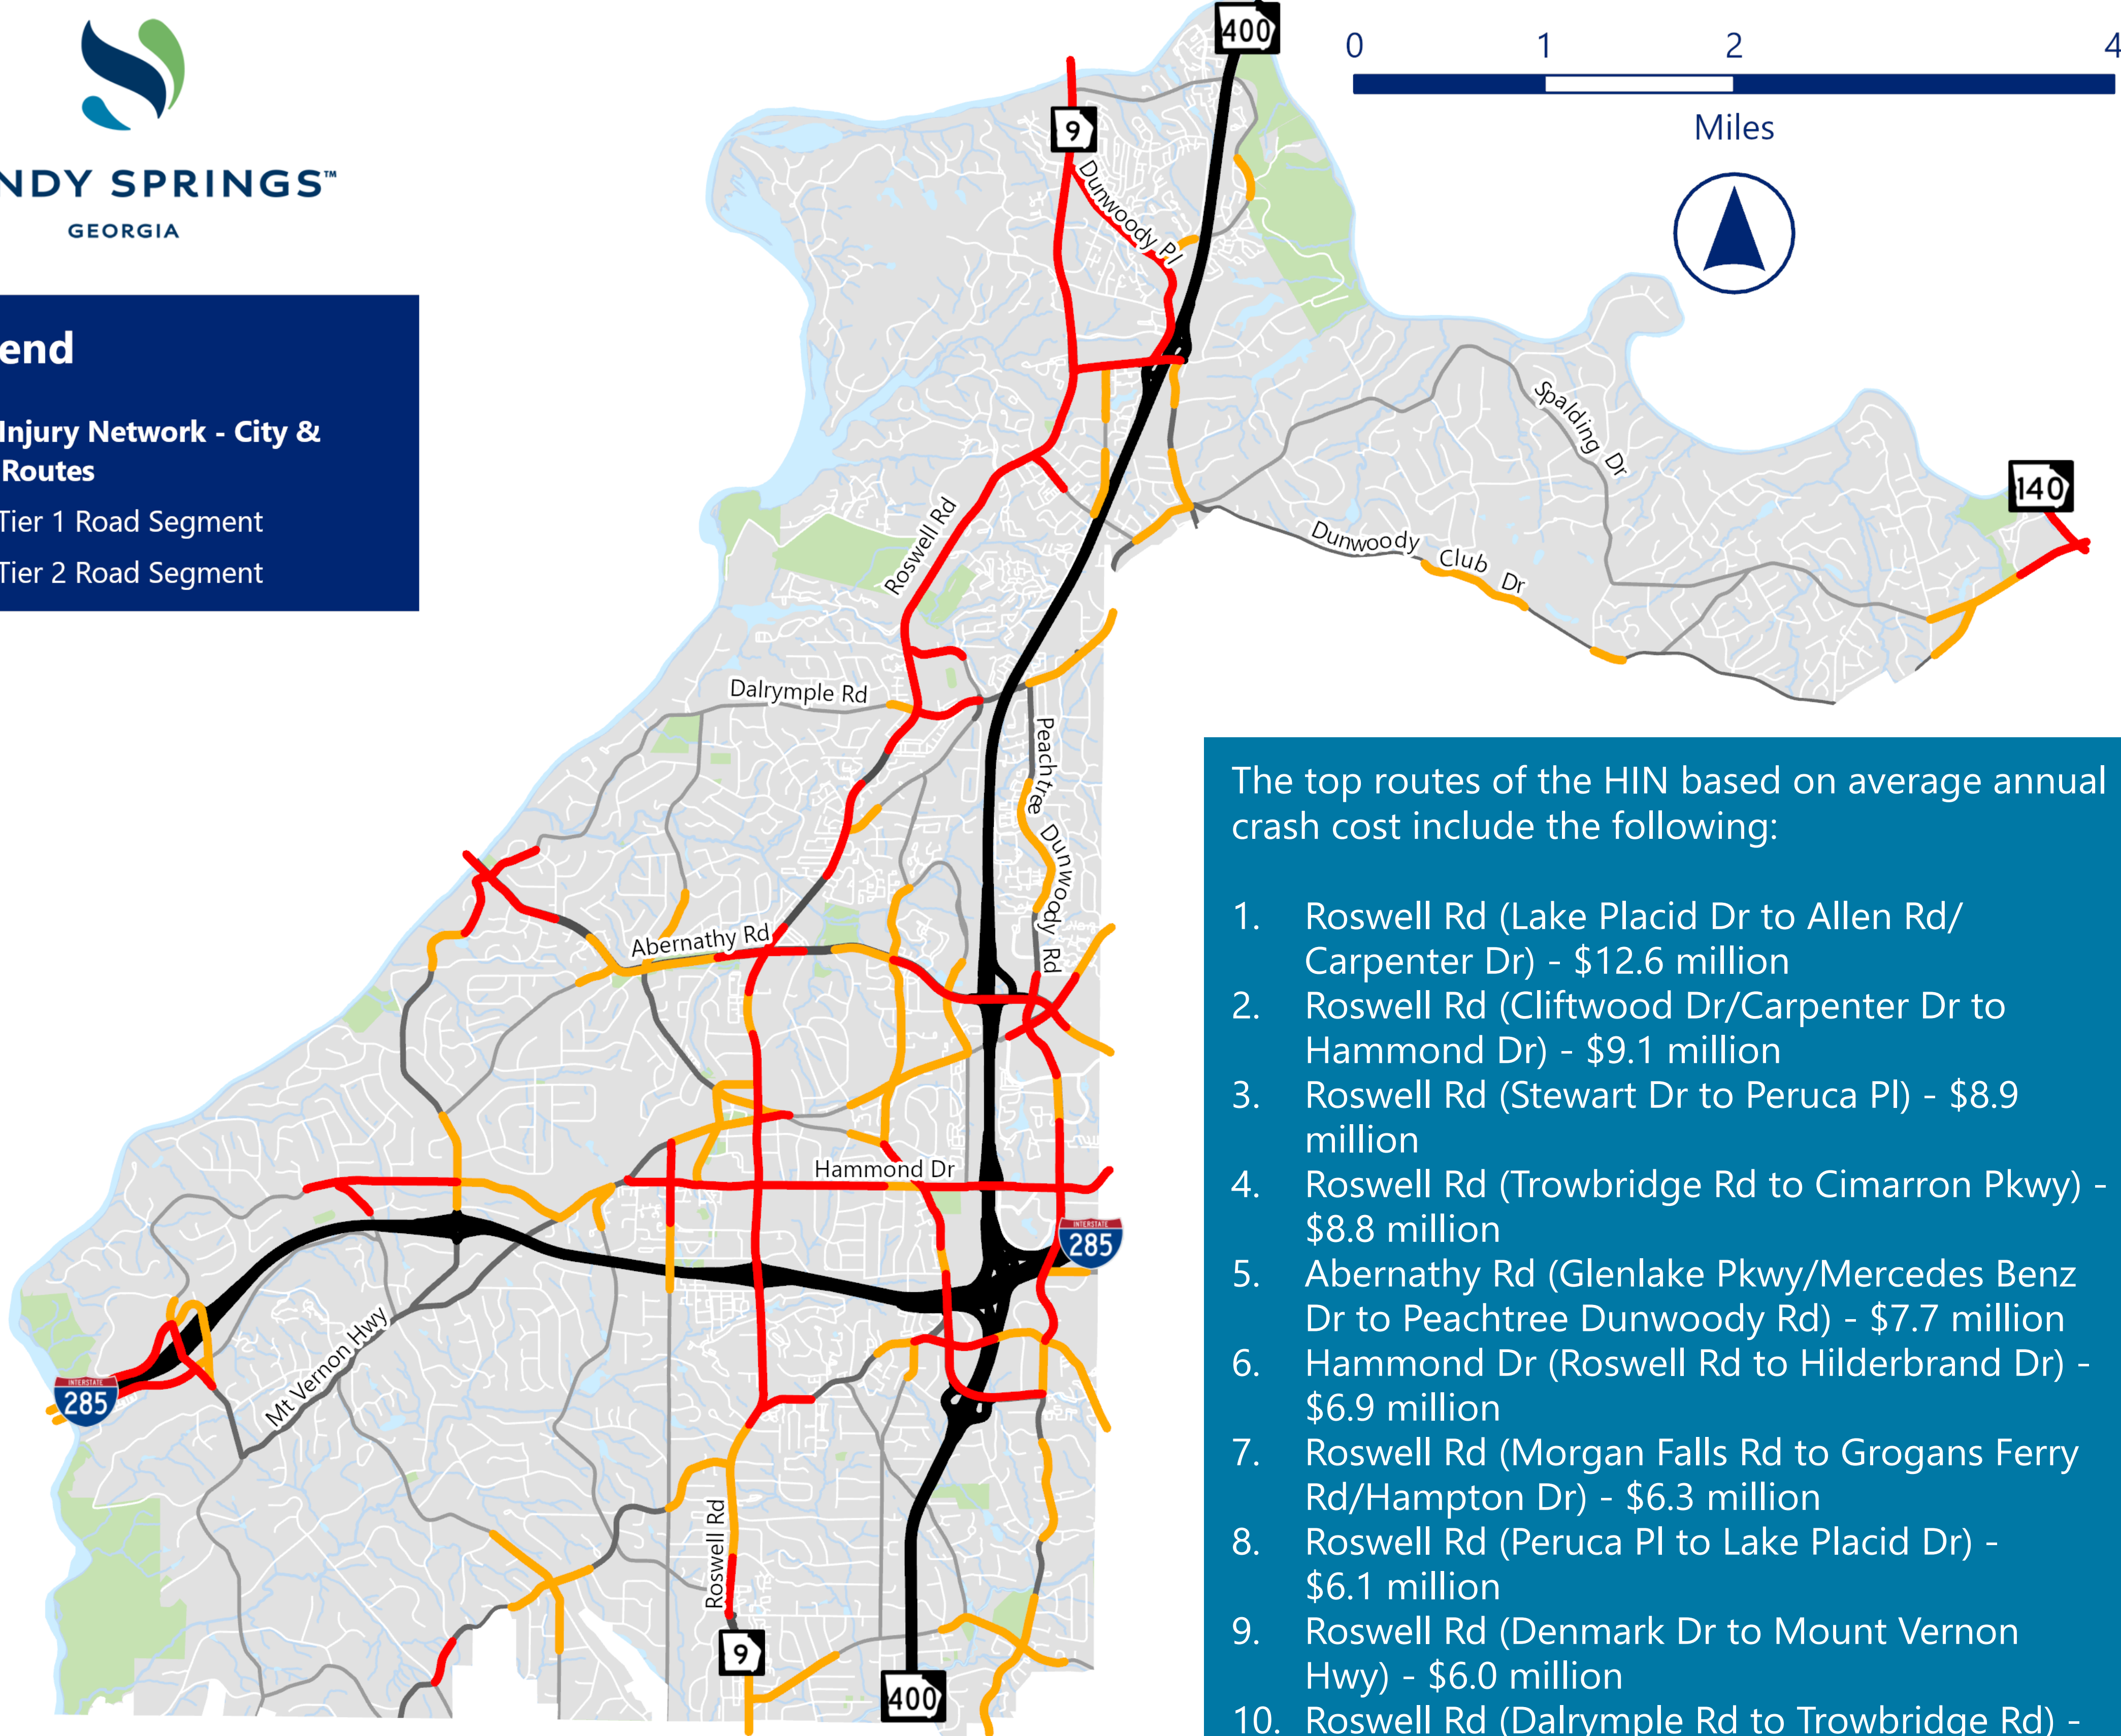 NDY SPRINGS™
GEORGIA
end
Injury Network - City &
Routes
Tier 1 Road Segment
Tier 2 Road Segment
0 1 2 4
Miles
400
9
Dunwoody Pl
Roswell Rd
Spalding Dr
140
Dunwoody Club Dr
Dalrymple Rd
Peachtree Dunwoody Rd
Abernathy Rd
Hammond Dr
INTERSTATE
285
INTERSTATE
285
Mt Vernon Hwy
Roswell Rd
9
400
The top routes of the HIN based on average annual
crash cost include the following:
1. Roswell Rd (Lake Placid Dr to Allen Rd/
Carpenter Dr) - $12.6 million
2. Roswell Rd (Cliftwood Dr/Carpenter Dr to
Hammond Dr) - $9.1 million
3. Roswell Rd (Stewart Dr to Peruca Pl) - $8.9
million
4. Roswell Rd (Trowbridge Rd to Cimarron Pkwy) -
$8.8 million
5. Abernathy Rd (Glenlake Pkwy/Mercedes Benz
Dr to Peachtree Dunwoody Rd) - $7.7 million
6. Hammond Dr (Roswell Rd to Hilderbrand Dr) -
$6.9 million
7. Roswell Rd (Morgan Falls Rd to Grogans Ferry
Rd/Hampton Dr) - $6.3 million
8. Roswell Rd (Peruca Pl to Lake Placid Dr) -
$6.1 million
9. Roswell Rd (Denmark Dr to Mount Vernon
Hwy) - $6.0 million
10. Roswell Rd (Dalrymple Rd to Trowbridge Rd) -